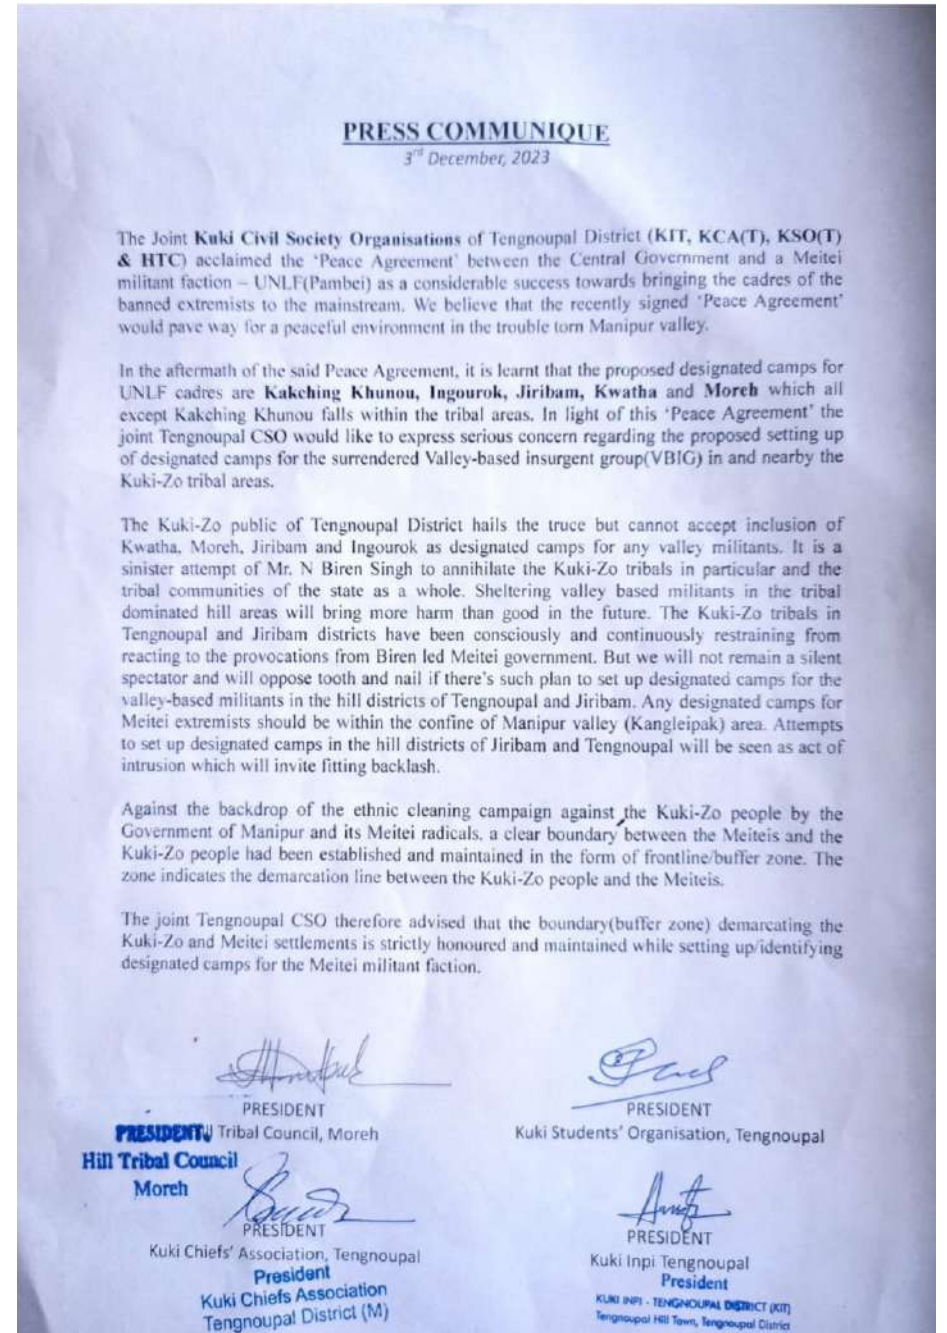 PRESS COMMUNIQUE
3rd December, 2023
The Joint Kuki Civil Society Organisations of Tengnoupal District (KIT, KCA(T), KSO(T)
& HTC) acclaimed the 'Peace Agreement' between the Central Government and a Meitei
militant faction – UNLF(Pambei) as a considerable success towards bringing the cadres of the
banned extremists to the mainstream. We believe that the recently signed 'Peace Agreement'
would pave way for a peaceful environment in the trouble torn Manipur valley.
In the aftermath of the said Peace Agreement, it is learnt that the proposed designated camps for
UNLF cadres are Kakching Khunou, Ingourok, Jiribam, Kwatha and Moreh which all
except Kakching Khunou falls within the tribal areas. In light of this 'Peace Agreement' the
joint Tengnoupal CSO would like to express serious concern regarding the proposed setting up
of designated camps for the surrendered Valley-based insurgent group(VBIG) in and nearby the
Kuki-Zo tribal areas.
The Kuki-Zo public of Tengnoupal District hails the truce but cannot accept inclusion of
Kwatha, Moreh, Jiribam and Ingourok as designated camps for any valley militants. It is a
sinister attempt of Mr. N Biren Singh to annihilate the Kuki-Zo tribals in particular and the
tribal communities of the state as a whole. Sheltering valley based militants in the tribal
dominated hill areas will bring more harm than good in the future. The Kuki-Zo tribals in
Tengnoupal and Jiribam districts have been consciously and continuously restraining from
reacting to the provocations from Biren led Meitei government. But we will not remain a silent
spectator and will oppose tooth and nail if there's such plan to set up designated camps for the
valley-based militants in the hill districts of Tengnoupal and Jiribam. Any designated camps for
Meitei extremists should be within the confine of Manipur valley (Kangleipak) area. Attempts
to set up designated camps in the hill districts of Jiribam and Tengnoupal will be seen as act of
intrusion which will invite fitting backlash.
Against the backdrop of the ethnic cleaning campaign against the Kuki-Zo people by the
Government of Manipur and its Meitei radicals, a clear boundary between the Meiteis and the
Kuki-Zo people had been established and maintained in the form of frontline/buffer zone. The
zone indicates the demarcation line between the Kuki-Zo people and the Meiteis.
The joint Tengnoupal CSO therefore advised that the boundary(buffer zone) demarcating the
Kuki-Zo and Meitei settlements is strictly honoured and maintained while setting up/identifying
designated camps for the Meitei militant faction.
PRESIDENT
Tribal Council, Moreh
PRESIDENT
Hill Tribal Council
Moreh
PRESIDENT
Kuki Students' Organisation, Tengnoupal
PRESIDENT
Kuki Chiefs' Association, Tengnoupal
President
Kuki Chiefs Association
Tengnoupal District (M)
PRESIDENT
Kuki Inpi Tengnoupal
President
KUKI INPI - TENGNOUPAL DISTRICT (KIT)
Tengnoupal Hill Town, Tengnoupal District